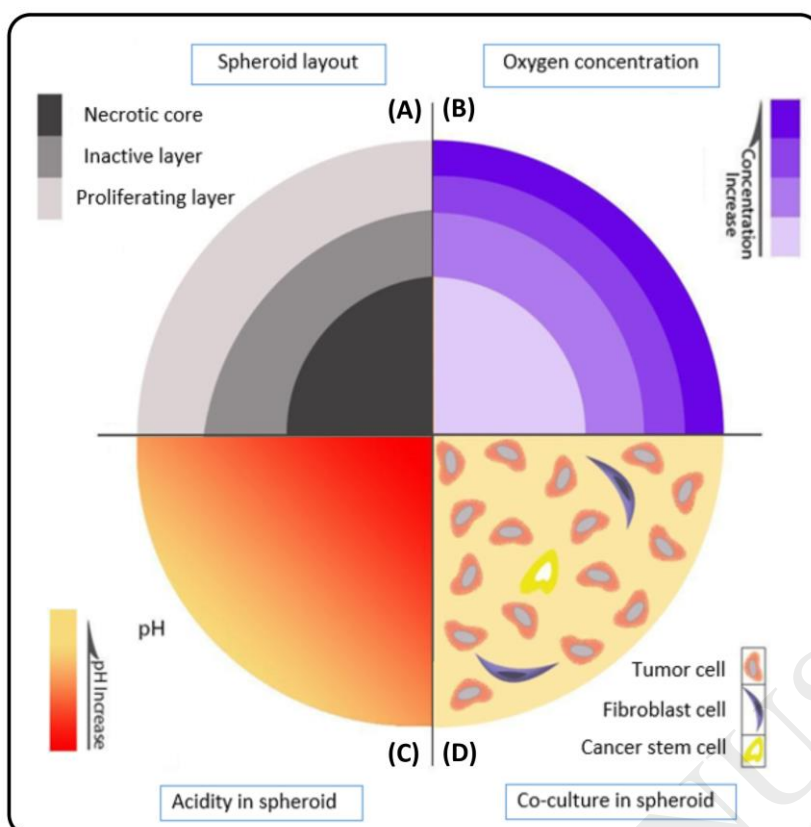 Spheroid layout
Oxygen concentration
(A)
(B)
Necrotic core
Inactive layer
Proliferating layer
Concentration
Increase
pH
pH Increase
Tumor cell
Fibroblast cell
Cancer stem cell
(C)
(D)
Acidity in spheroid
Co-culture in spheroid
NUS